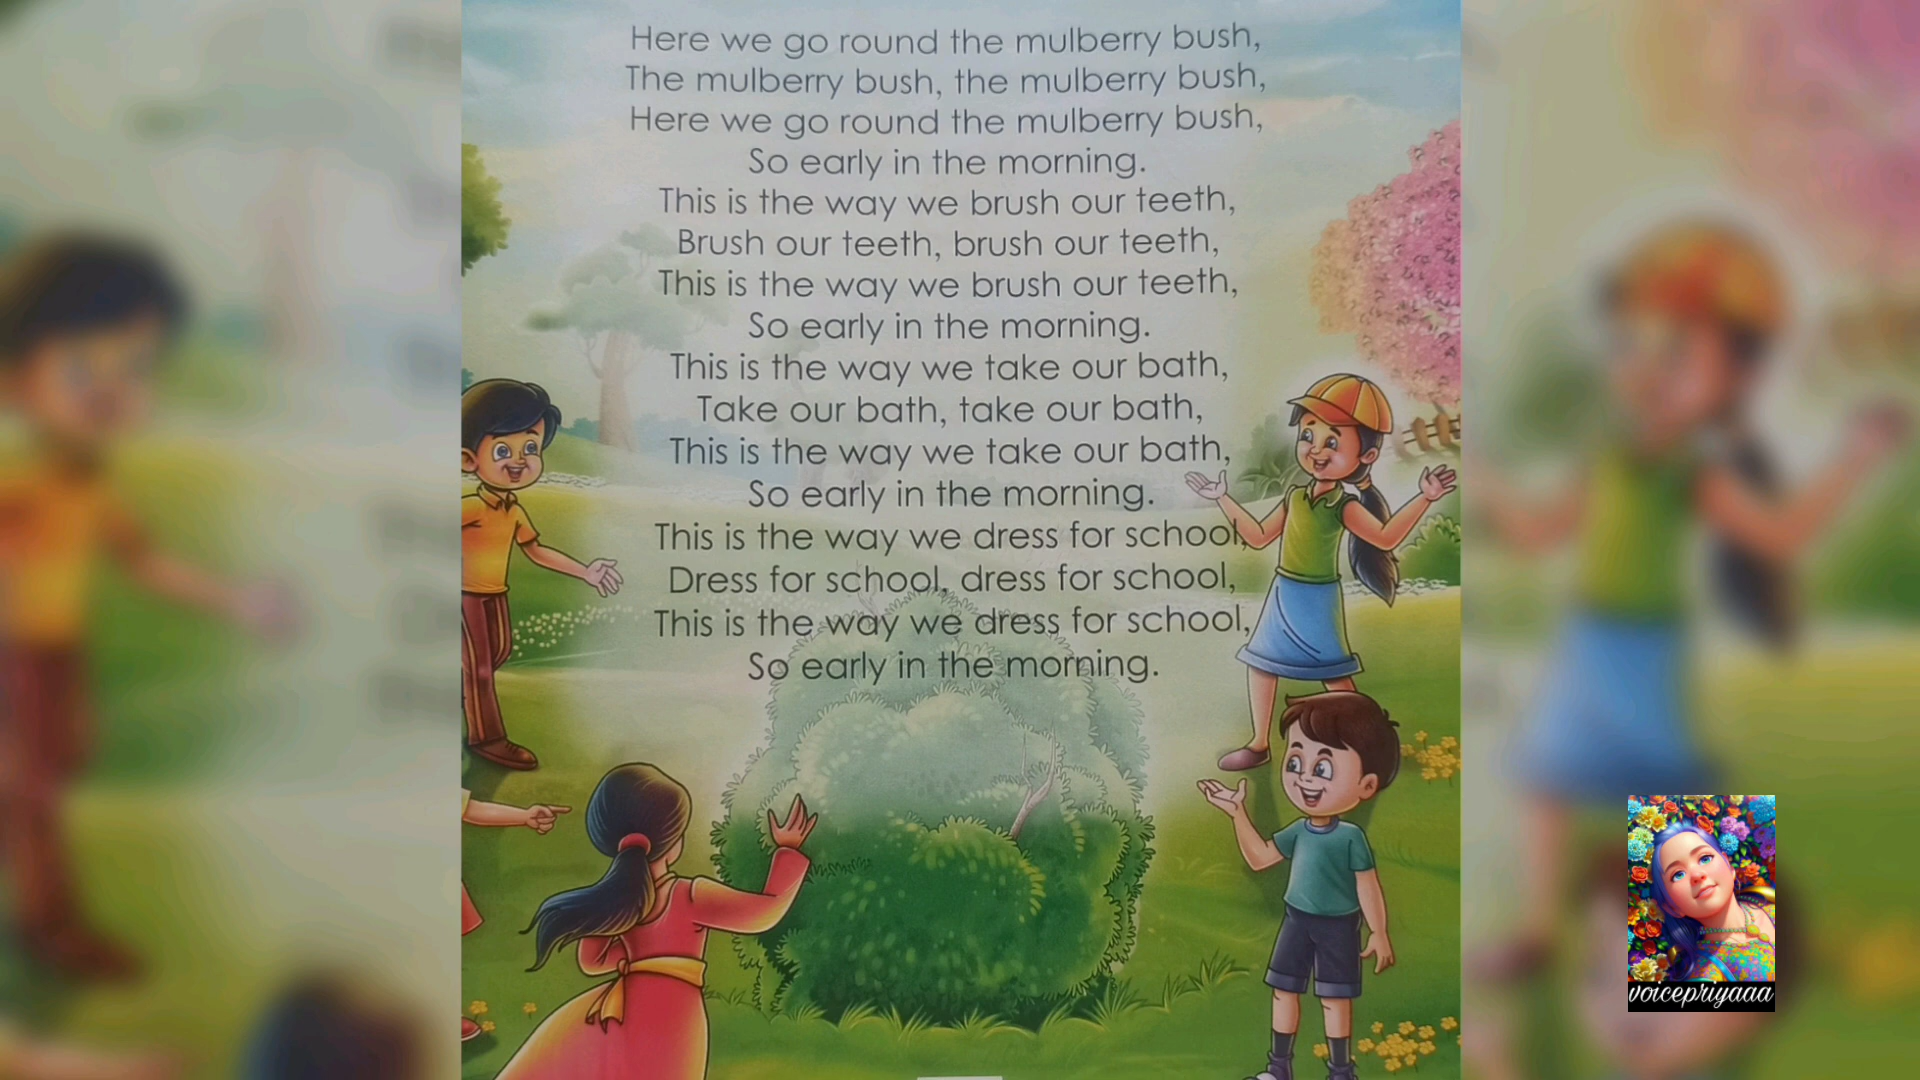 Here we go round the mulberry bush,
The mulberry bush, the mulberry bush,
Here we go round the mulberry bush,
So early in the morning.
This is the way we brush our teeth,
Brush our teeth, brush our teeth,
This is the way we brush our teeth,
So early in the morning.
This is the way we take our bath,
Take our bath, take our bath,
This is the way we take our bath,
So early in the morning.
This is the way we dress for school,
Dress for school, dress for school,
This is the way we dress for school,
So early in the morning.
voicepriyaaa